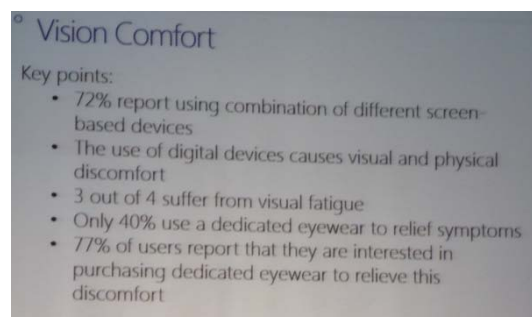 Vision Comfort
Key points:
• 72% report using combination of different screen-
based devices
• The use of digital devices causes visual and physical
discomfort
• 3 out of 4 suffer from visual fatigue
• Only 40% use a dedicated eyewear to relief symptoms
• 77% of users report that they are interested in
purchasing dedicated eyewear to relieve this
discomfort